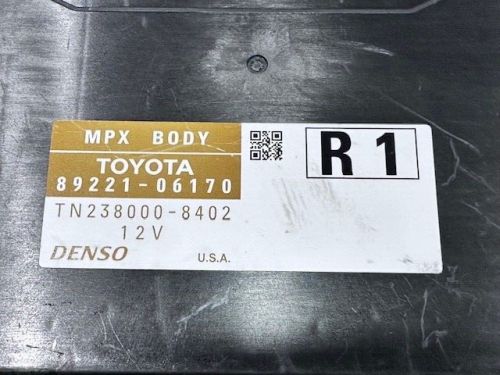 MPX BODY
TOYOTA
89221-06170
TN238000-8402
12V
DENSO
U.S.A.
R1